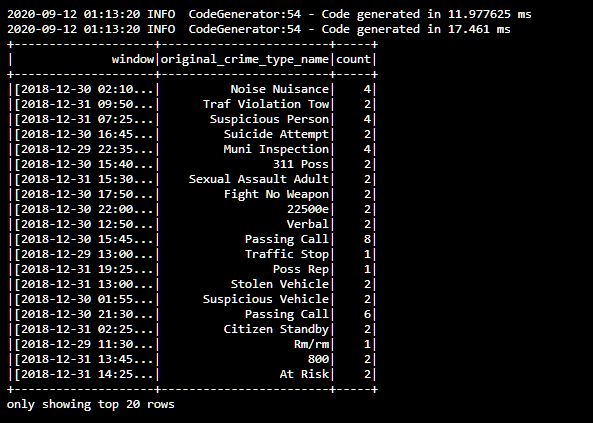 2020-09-12 01:13:20 INFO  CodeGenerator:54 - Code generated in 11.977625 ms
2020-09-12 01:13:20 INFO  CodeGenerator:54 - Code generated in 17.461 ms
+--------------------+------------------------+-----+
|              window|original_crime_type_name|count|
+--------------------+------------------------+-----+
|[2018-12-30 02:10...|          Noise Nuisance|    4|
|[2018-12-31 09:50...|      Traf Violation Tow|    2|
|[2018-12-31 07:25...|       Suspicious Person|    4|
|[2018-12-30 16:45...|         Suicide Attempt|    2|
|[2018-12-29 22:35...|         Muni Inspection|    4|
|[2018-12-30 15:40...|                311 Poss|    2|
|[2018-12-31 15:30...|    Sexual Assault Adult|    2|
|[2018-12-30 17:50...|         Fight No Weapon|    2|
|[2018-12-30 22:00...|                  22500e|    2|
|[2018-12-30 12:50...|                  Verbal|    2|
|[2018-12-30 15:45...|            Passing Call|    8|
|[2018-12-29 13:00...|            Traffic Stop|    1|
|[2018-12-31 19:25...|                Poss Rep|    1|
|[2018-12-31 13:00...|          Stolen Vehicle|    2|
|[2018-12-30 01:55...|      Suspicious Vehicle|    2|
|[2018-12-30 21:30...|            Passing Call|    6|
|[2018-12-31 02:25...|         Citizen Standby|    2|
|[2018-12-29 11:30...|                   Rm/rm|    1|
|[2018-12-31 13:45...|                     800|    2|
|[2018-12-31 14:25...|                 At Risk|    2|
+--------------------+------------------------+-----+
only showing top 20 rows